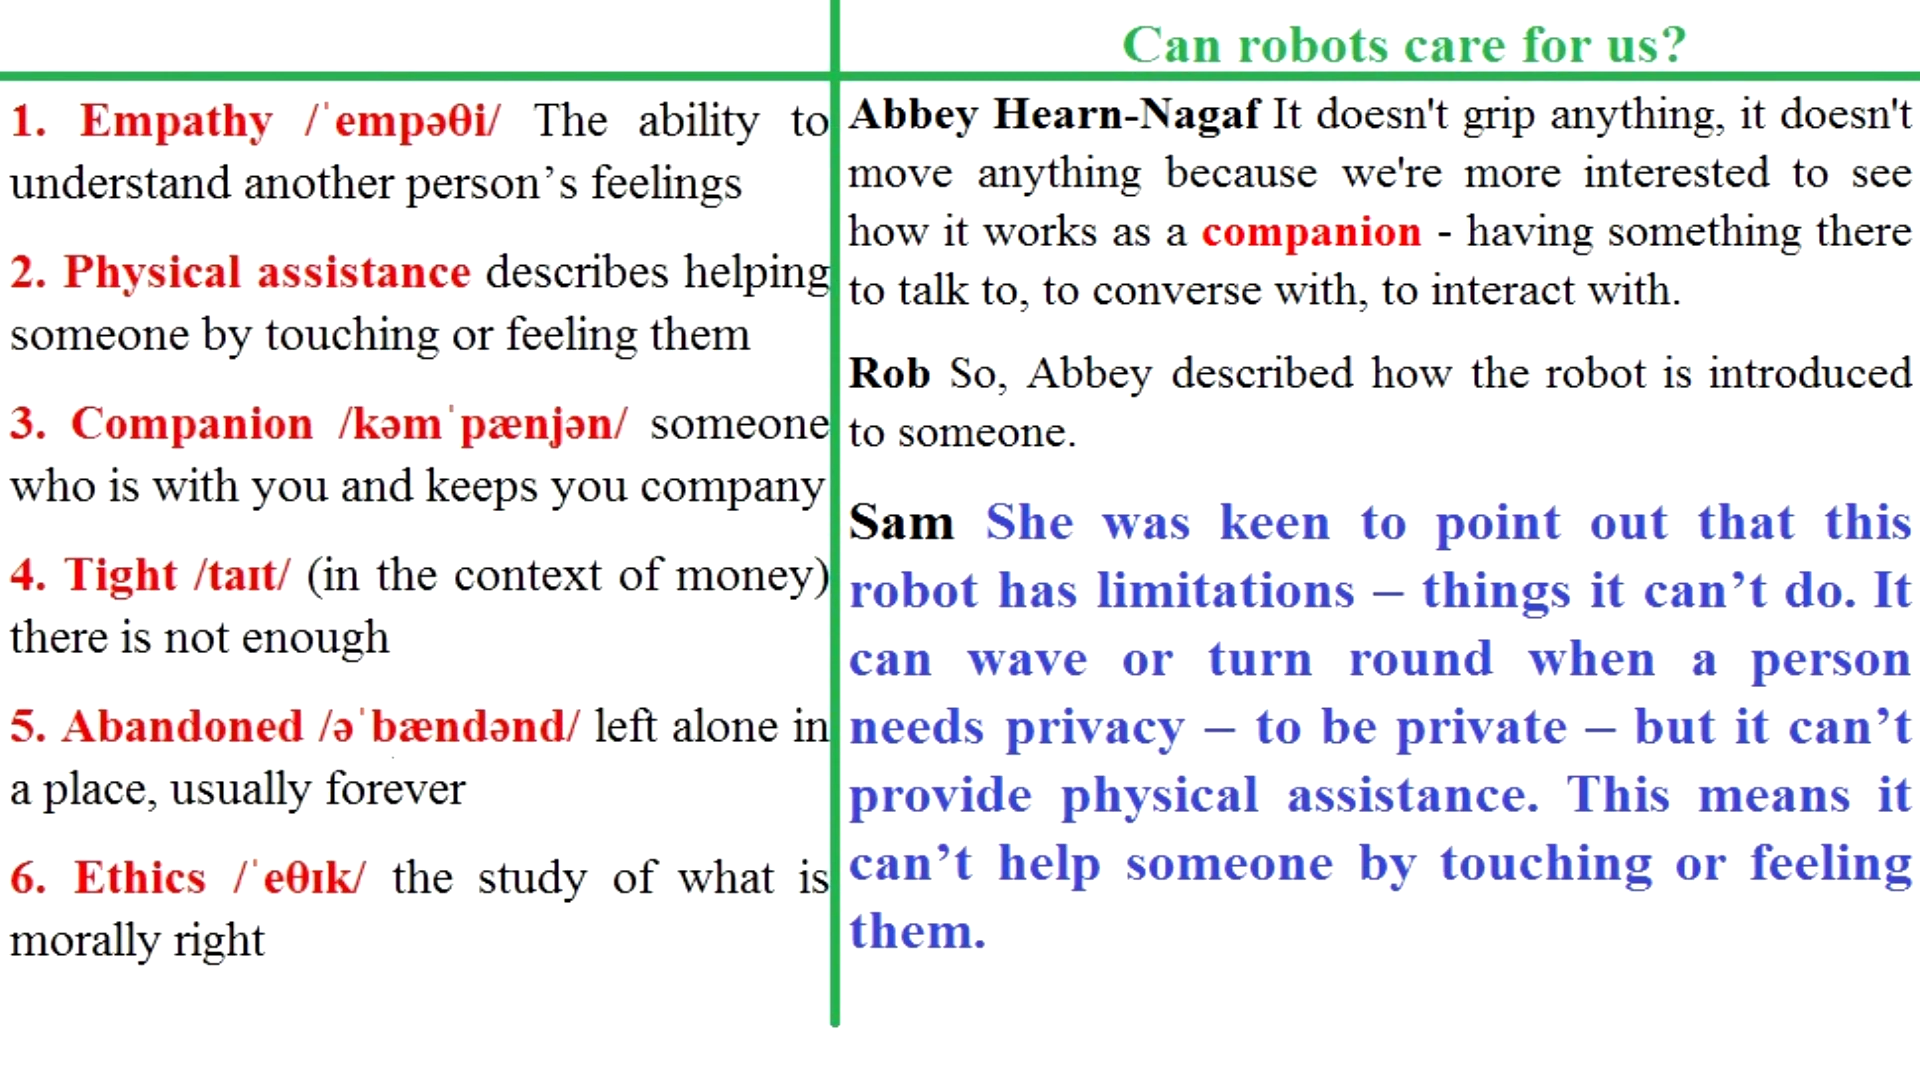 Can robots care for us?
1. Empathy /ˈempəθi/ The ability to
understand another person’s feelings
2. Physical assistance describes helping
someone by touching or feeling them
3. Companion /kəmˈpænjən/ someone
who is with you and keeps you company
4. Tight /taɪt/ (in the context of money)
there is not enough
5. Abandoned /əˈbændənd/ left alone in
a place, usually forever
6. Ethics /ˈeθɪk/ the study of what is
morally right
Abbey Hearn-Nagaf It doesn't grip anything, it doesn't
move anything because we're more interested to see
how it works as a companion - having something there
to talk to, to converse with, to interact with.
Rob So, Abbey described how the robot is introduced
to someone.
Sam She was keen to point out that this
robot has limitations – things it can’t do. It
can wave or turn round when a person
needs privacy – to be private – but it can’t
provide physical assistance. This means it
can’t help someone by touching or feeling
them.